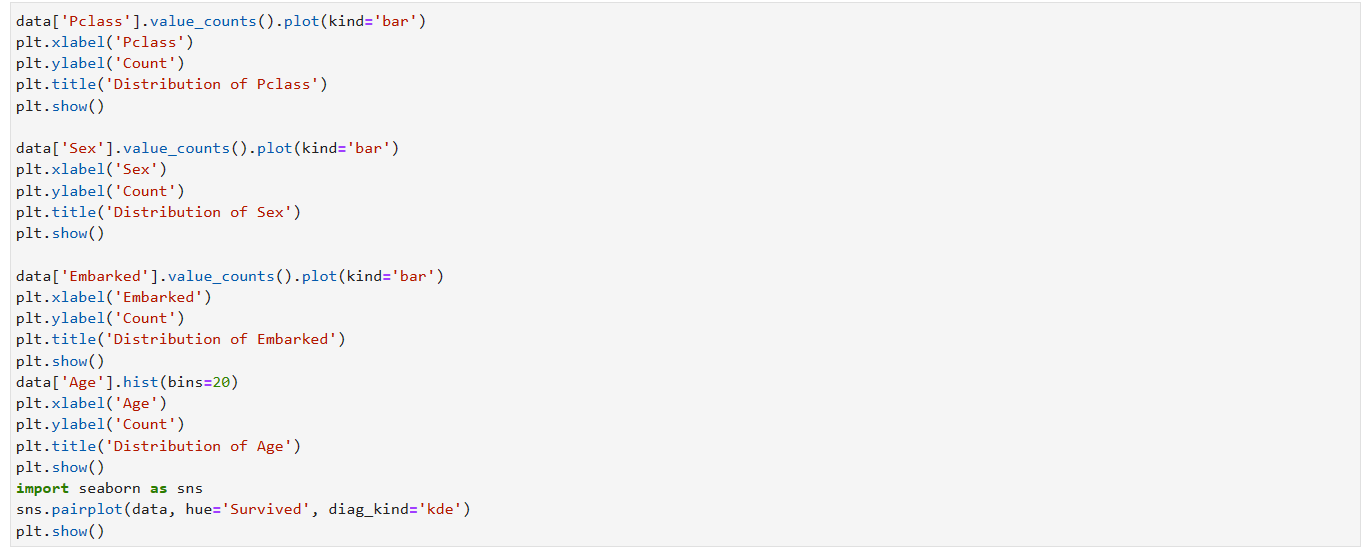 data['Pclass'].value_counts().plot(kind='bar')
plt.xlabel('Pclass')
plt.ylabel('Count')
plt.title('Distribution of Pclass')
plt.show()

data['Sex'].value_counts().plot(kind='bar')
plt.xlabel('Sex')
plt.ylabel('Count')
plt.title('Distribution of Sex')
plt.show()

data['Embarked'].value_counts().plot(kind='bar')
plt.xlabel('Embarked')
plt.ylabel('Count')
plt.title('Distribution of Embarked')
plt.show()
data['Age'].hist(bins=20)
plt.xlabel('Age')
plt.ylabel('Count')
plt.title('Distribution of Age')
plt.show()
import seaborn as sns
sns.pairplot(data, hue='Survived', diag_kind='kde')
plt.show()